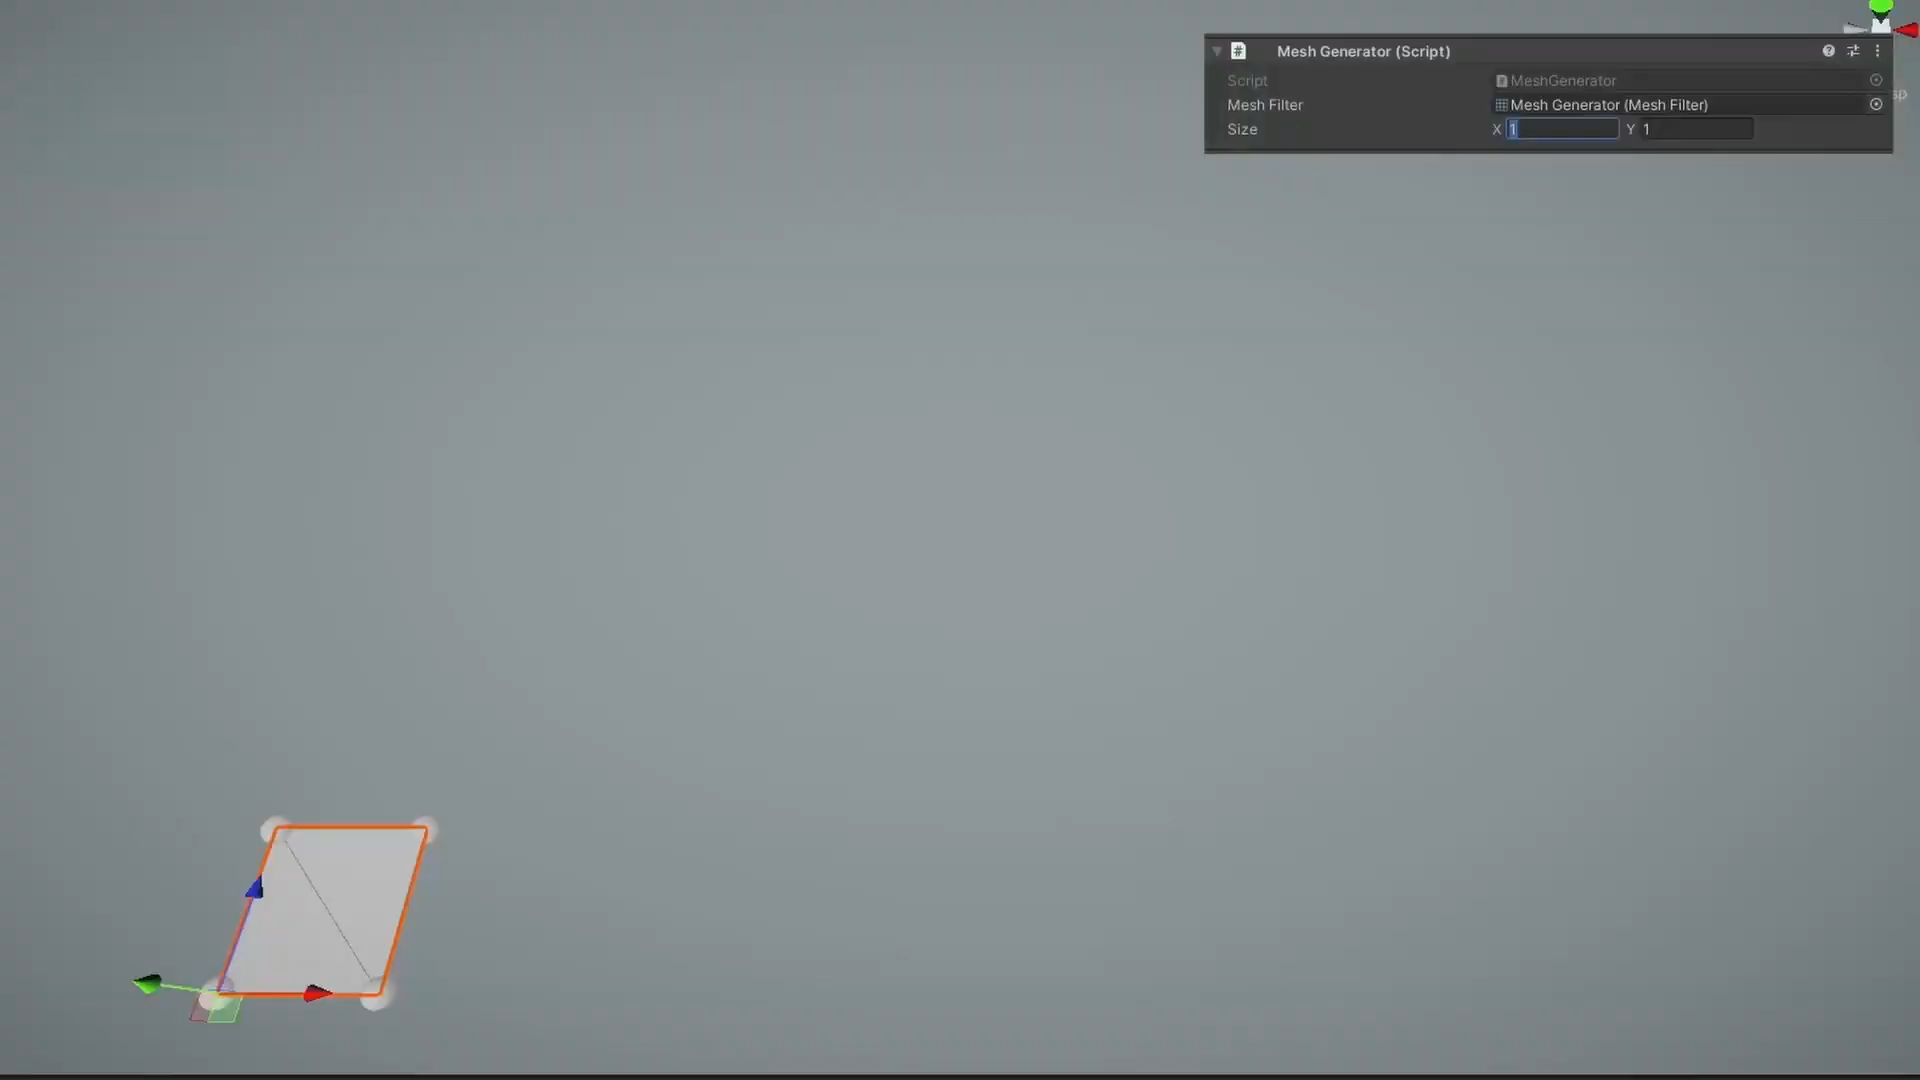 # Mesh Generator (Script)
Script # MeshGenerator
Mesh Filter Mesh Generator (Mesh Filter)
Size X 1 Y 1